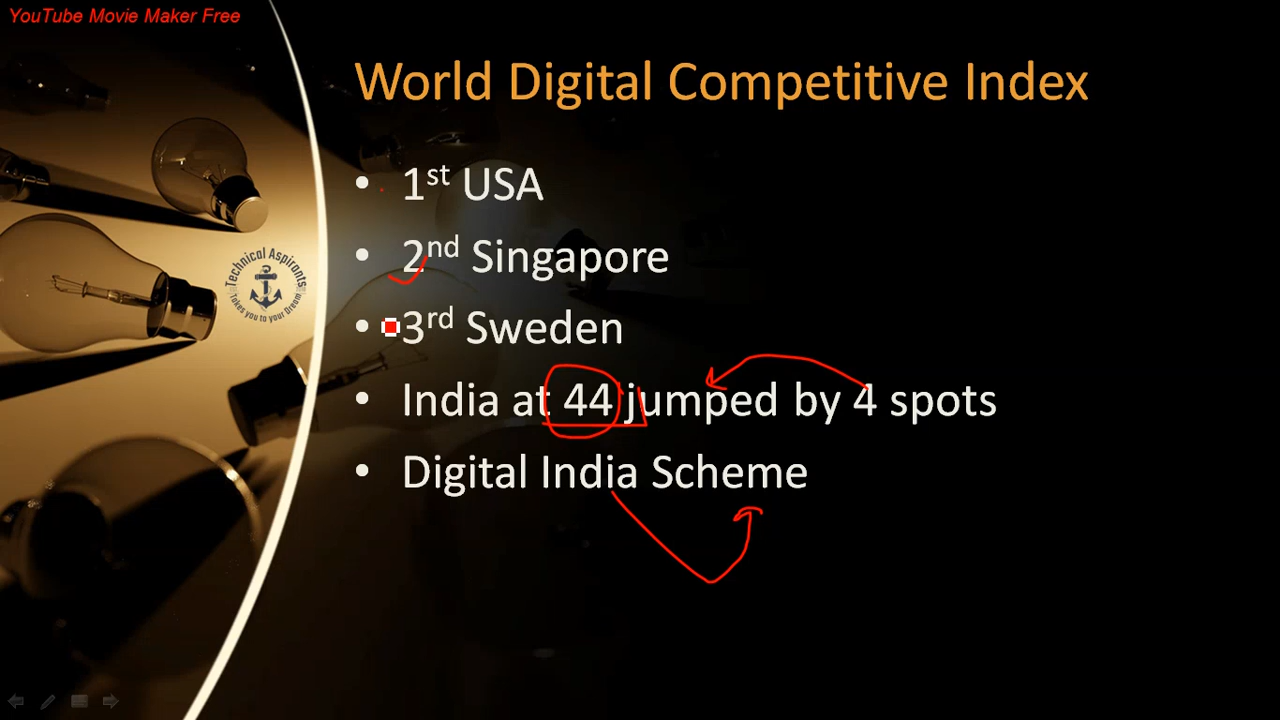 YouTube Movie Maker Free
World Digital Competitive Index
• 1st USA
• 2nd Singapore
• 3rd Sweden
• India at 44 jumped by 4 spots
• Digital India Scheme
Technical Aspirants
Takes you to your Dream